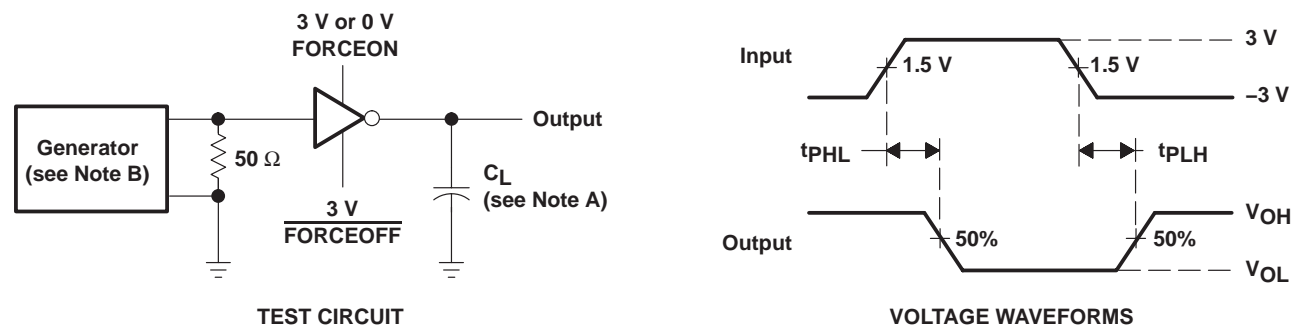 3 V or 0 V
FORCEON
Generator
(see Note B)
50 Ω
Output
CL
(see Note A)
3 V
FORCEOFF
TEST CIRCUIT
Input
3 V
1.5 V
1.5 V
–3 V
tPHL
tPLH
Output
VOH
50%
50%
VOL
VOLTAGE WAVEFORMS